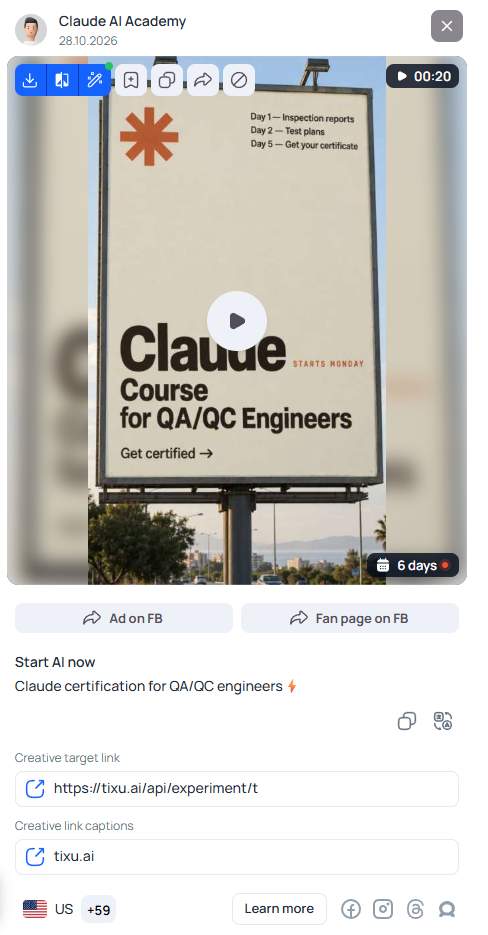 Claude AI Academy
28.10.2026
00:20
Day 1 — Inspection reports
Day 2 — Test plans
Day 5 — Get your certificate
Claude STARTS MONDAY
Course
for QA/QC Engineers
Get certified →
6 days
Ad on FB
Fan page on FB
Start AI now
Claude certification for QA/QC engineers⚡
Creative target link
https://tixu.ai/api/experiment/t
Creative link captions
tixu.ai
US +59
Learn more